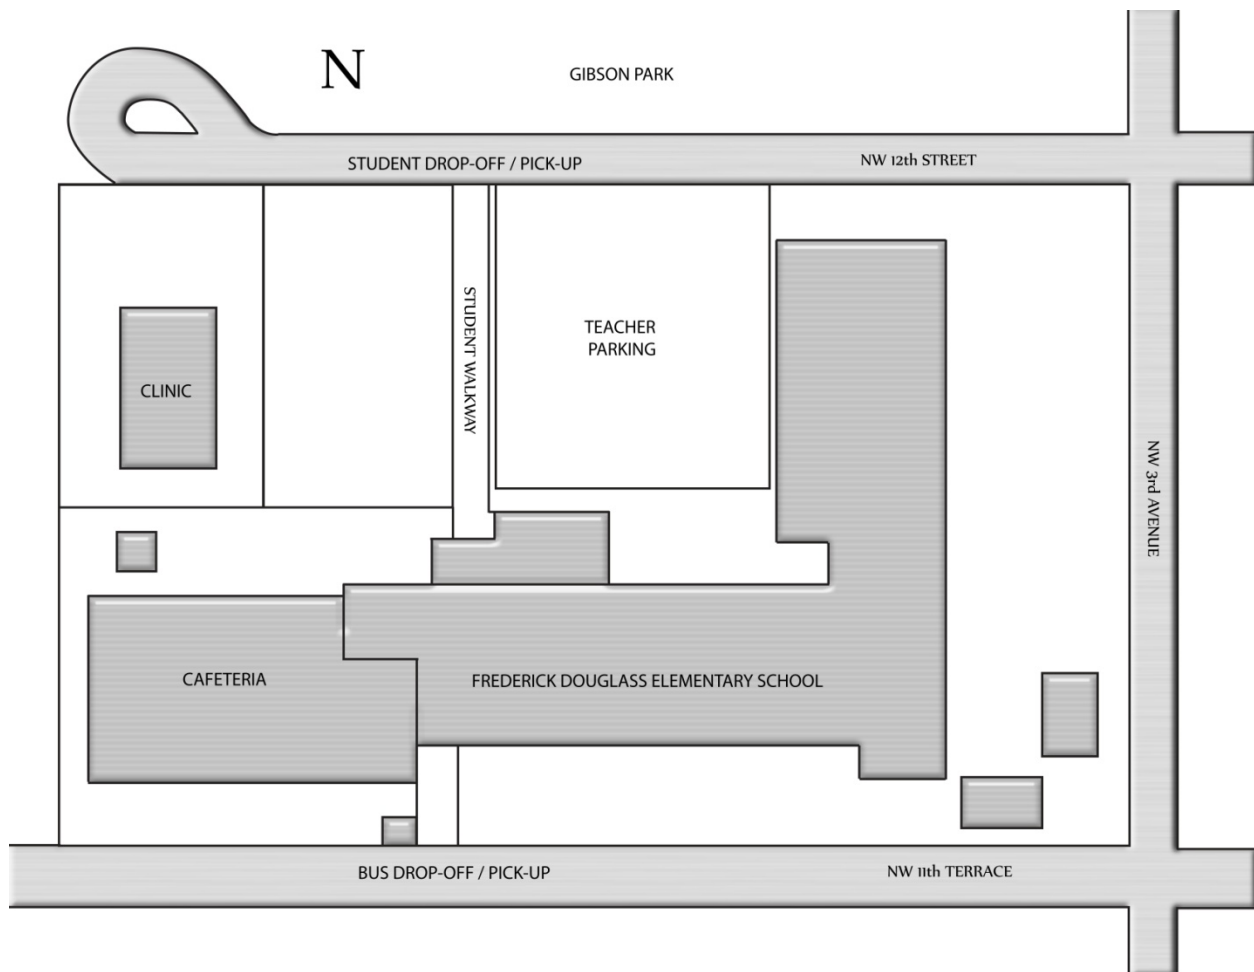 N
GIBSON PARK
STUDENT DROP-OFF / PICK-UP
NW 12th STREET
STUDENT WALKWAY
TEACHER
PARKING
CLINIC
NW 3rd AVENUE
CAFETERIA
FREDERICK DOUGLASS ELEMENTARY SCHOOL
BUS DROP-OFF / PICK-UP
NW 11th TERRACE